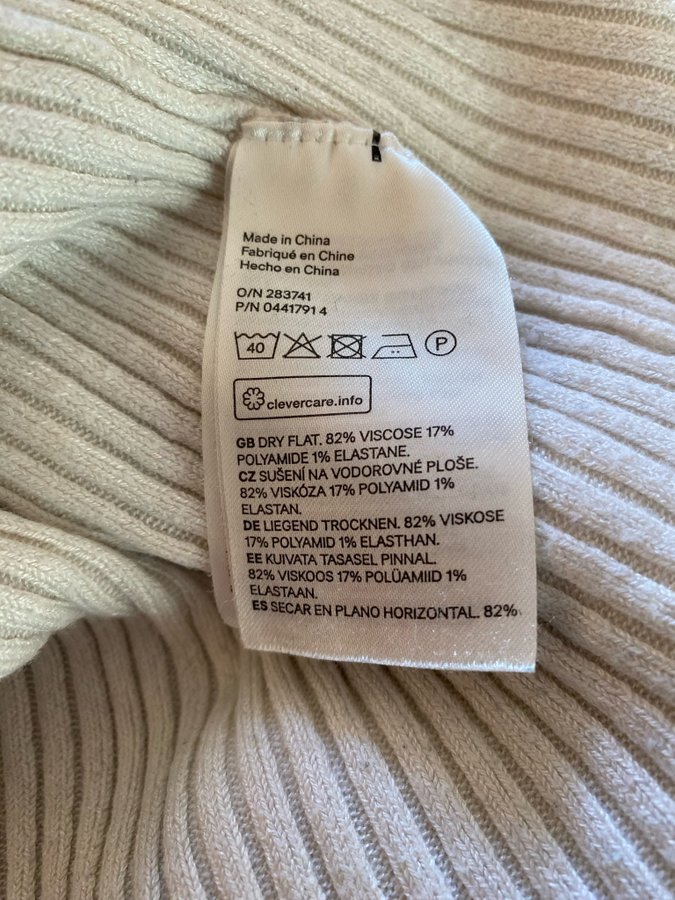 Made in China
Fabriqué en Chine
Hecho en China
O/N 283741
P/N 0441791 4
40 P
clevercare.info
GB DRY FLAT. 82% VISCOSE 17%
POLYAMIDE 1% ELASTANE.
CZ SUŠENÍ NA VODOROVNÉ PLOŠE.
82% VISKÓZA 17% POLYAMID 1%
ELASTAN.
DE LIEGEND TROCKNEN. 82% VISKOSE
17% POLYAMID 1% ELASTHAN.
EE KUIVATA TASASEL PINNAL.
82% VISKOOS 17% POLÜAMIID 1%
ELASTAAN.
ES SECAR EN PLANO HORIZONTAL. 82%